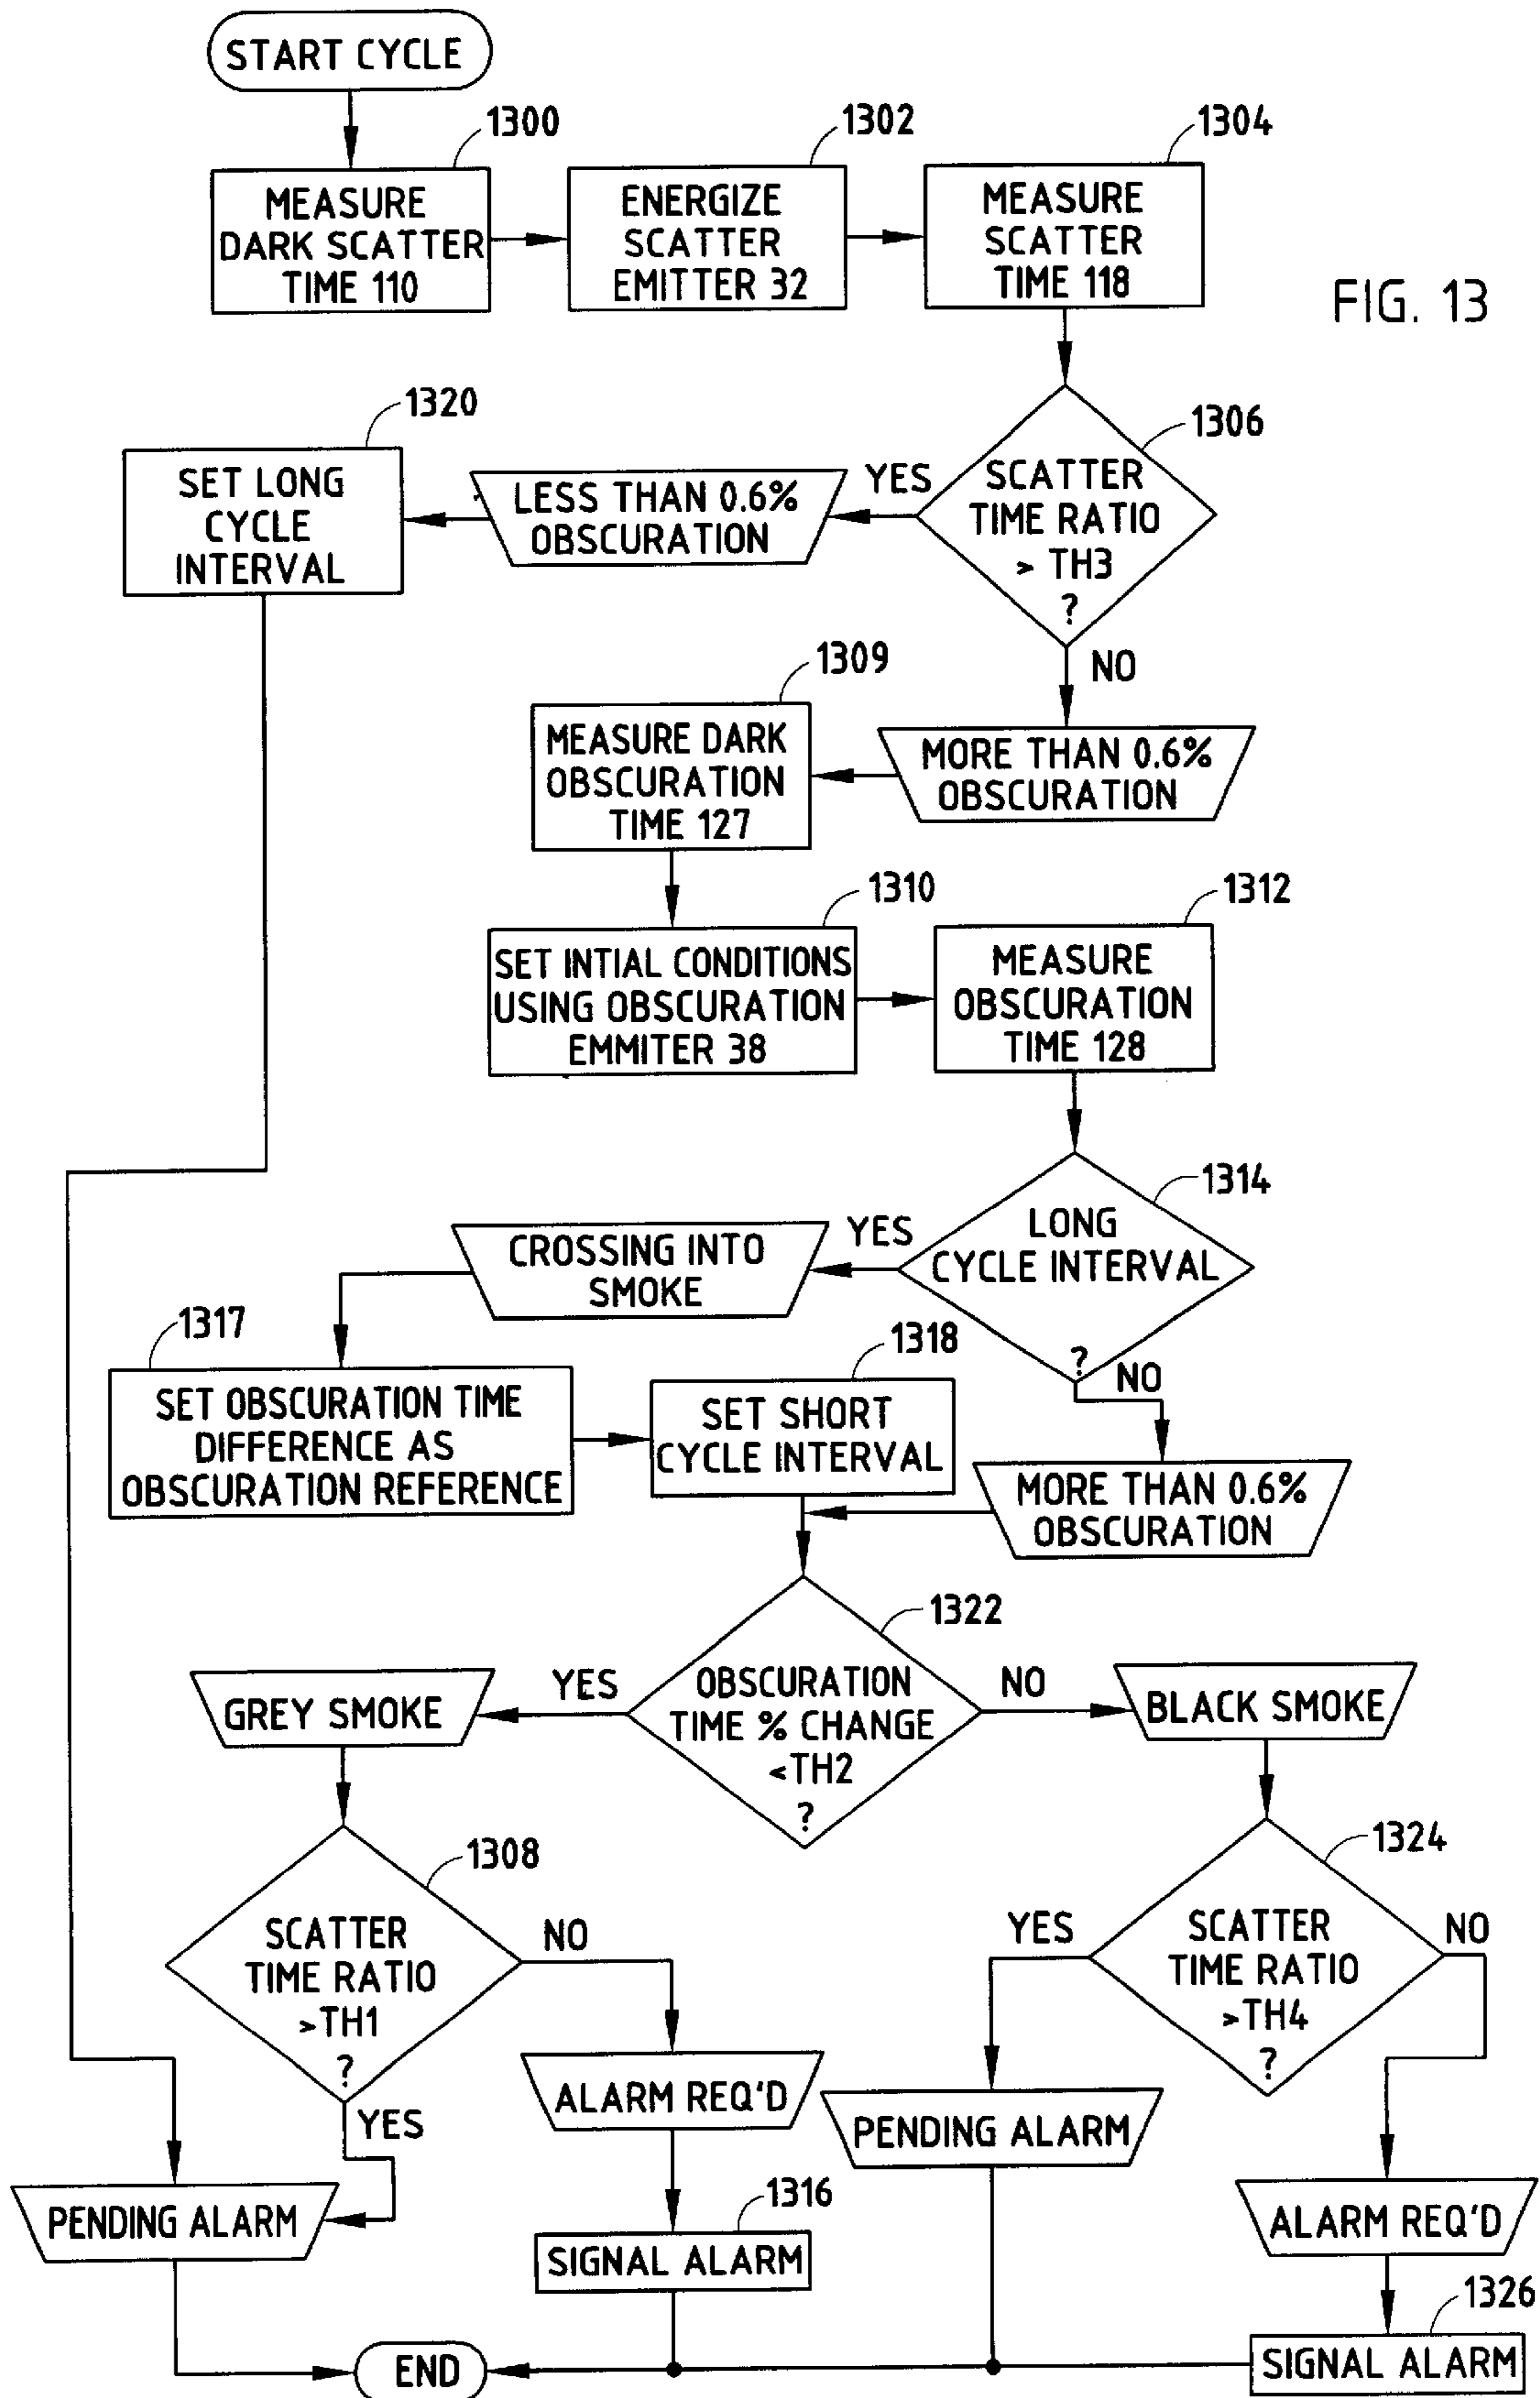 START CYCLE
1300
1302
1304
MEASURE
DARK SCATTER
TIME 110
ENERGIZE
SCATTER
EMITTER 32
MEASURE
SCATTER
TIME 118
FIG. 13
1320
1306
SET LONG
CYCLE
INTERVAL
LESS THAN 0.6%
OBSCURATION
YES
SCATTER
TIME RATIO
> TH3
?
NO
1309
MEASURE DARK
OBSCURATION
TIME 127
MORE THAN 0.6%
OBSCURATION
1310
1312
SET INTIAL CONDITIONS
USING OBSCURATION
EMMITER 38
MEASURE
OBSCURATION
TIME 128
1314
LONG
CYCLE INTERVAL
?
YES
CROSSING INTO
SMOKE
NO
1317
1318
SET OBSCURATION TIME
DIFFERENCE AS
OBSCURATION REFERENCE
SET SHORT
CYCLE INTERVAL
MORE THAN 0.6%
OBSCURATION
1322
GREY SMOKE
YES
OBSCURATION
TIME % CHANGE
<TH2
?
NO
BLACK SMOKE
1308
1324
SCATTER
TIME RATIO
>TH1
?
NO
YES
YES
SCATTER
TIME RATIO
>TH4
?
NO
ALARM REQ'D
PENDING ALARM
PENDING ALARM
1316
SIGNAL ALARM
ALARM REQ'D
1326
END
SIGNAL ALARM